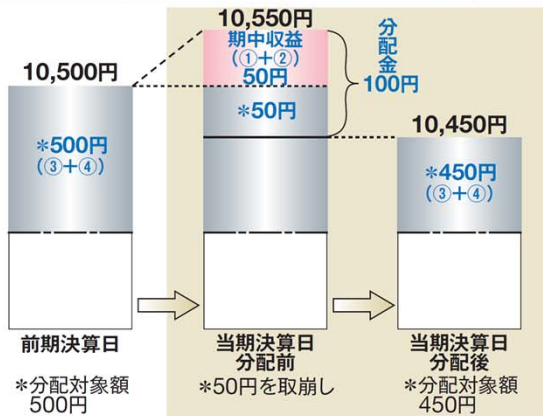 10,500円
＊500円
(③+④)
前期決算日
＊分配対象額
500円
10,550円
期中収益
(①+②)
50円
＊50円
分配金
100円
当期決算日
分配前
＊50円を取崩し
10,450円
＊450円
(③+④)
当期決算日
分配後
＊分配対象額
450円